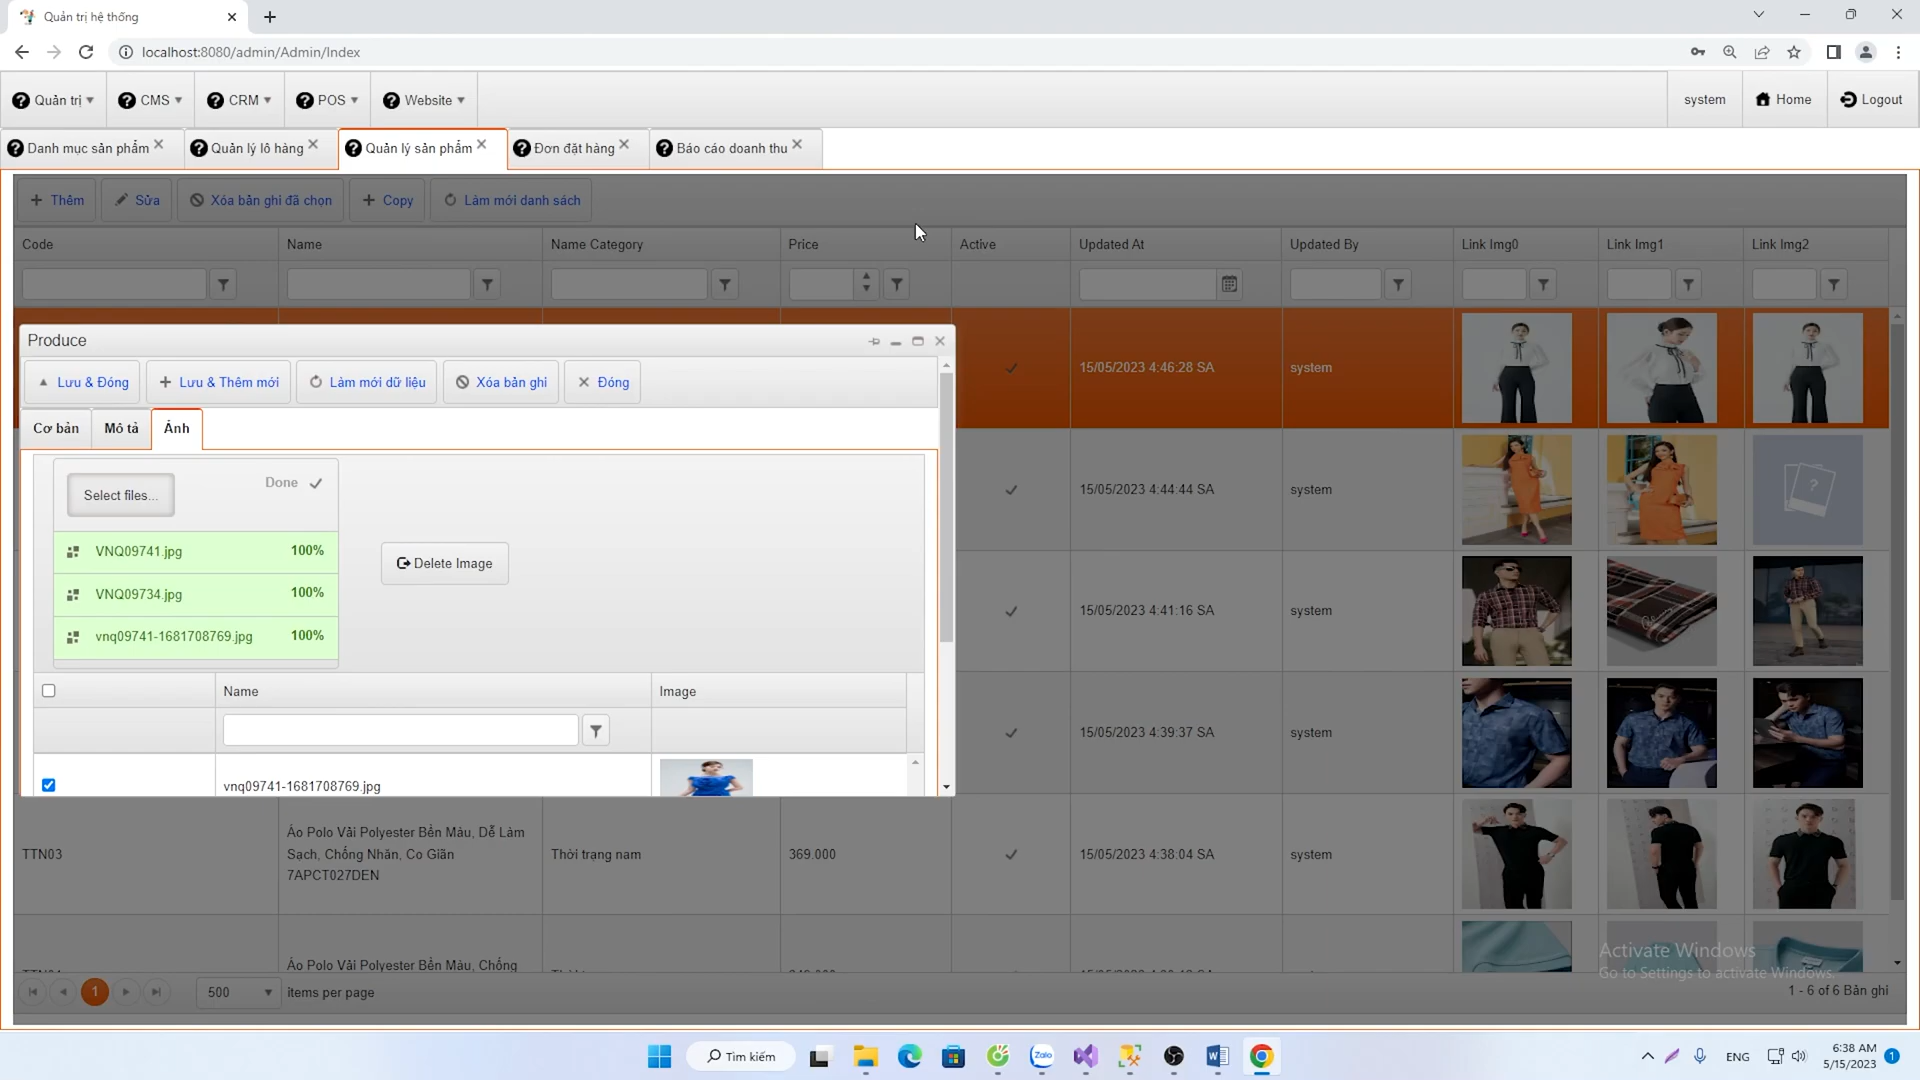 Quản trị hệ thống
localhost:8080/admin/Admin/Index
Quản trị
CMS
CRM
POS
Website
system
Home
Logout
Danh mục sản phẩm
Quản lý lô hàng
Quản lý sản phẩm
Đơn đặt hàng
Báo cáo doanh thu
Thêm
Sửa
Xóa bản ghi đã chọn
Copy
Làm mới danh sách
Code
Name
Name Category
Price
Active
Updated At
Updated By
Link Img0
Link Img1
Link Img2
Produce
Lưu & Đóng
Lưu & Thêm mới
Làm mới dữ liệu
Xóa bản ghi
Đóng
Cơ bản
Mô tả
Ảnh
Select files...
Done
VNQ09741.jpg 100%
VNQ09734.jpg 100%
vnq09741-1681708769.jpg 100%
Delete Image
Name
Image
vnq09741-1681708769.jpg
15/05/2023 4:46:28 SA
system
15/05/2023 4:44:44 SA
system
15/05/2023 4:41:16 SA
system
15/05/2023 4:39:37 SA
system
TTN03
Áo Polo Vải Polyester Bền Màu, Dễ Làm
Sạch, Chống Nhăn, Co Giãn
7APCT027DEN
Thời trang nam
369.000
15/05/2023 4:38:04 SA
system
Áo Polo Vải Polyester Bền Màu, Chống
Activate Windows
Go to Settings to activate Windows.
1
500
items per page
1 - 6 of 6 Bản ghi
Tìm kiếm
Zalo
ENG
6:38 AM
5/15/2023
1